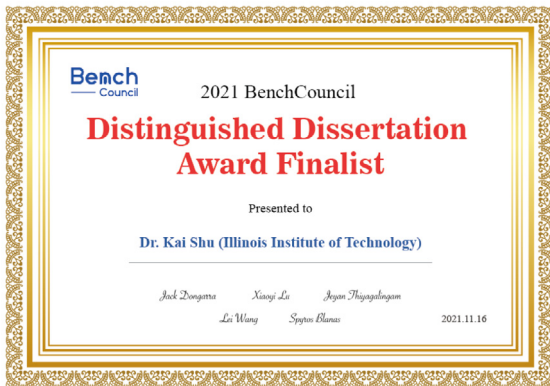 Bench
Council
2021 BenchCouncil
Distinguished Dissertation
Award Finalist
Presented to
Dr. Kai Shu (Illinois Institute of Technology)
Jack Dongarra Xiaoyi Lu Jeyan Thiyagalingam
Lei Wang Spyros Blanas 2021.11.16